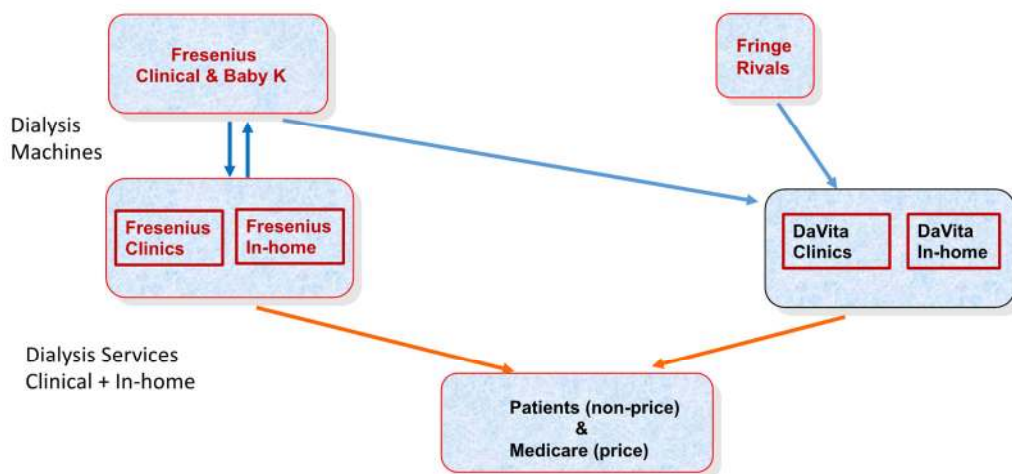 Fresenius
Clinical & Baby K
Fringe
Rivals
Dialysis
Machines
Fresenius
Clinics
Fresenius
In-home
DaVita
Clinics
DaVita
In-home
Dialysis Services
Clinical + In-home
Patients (non-price)
&
Medicare (price)